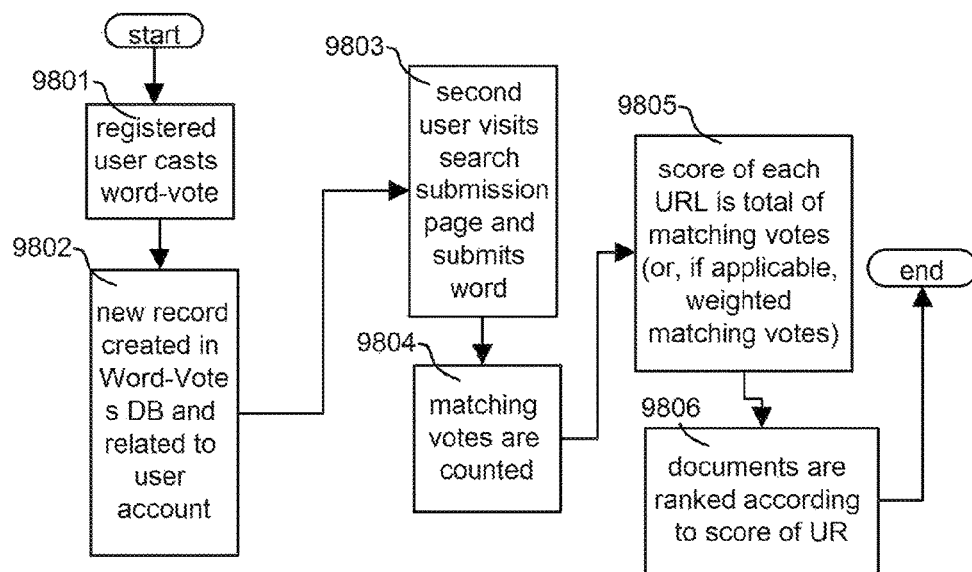 start
9801
registered
user casts
word-vote
9802
new record
created in
Word-Vote
s DB and
related to
user
account
9803
second
user visits
search
submission
page and
submits
word
9804
matching
votes are
counted
9805
score of each
URL is total of
matching votes
(or, if applicable,
weighted
matching votes)
9806
documents are
ranked according
to score of UR
end